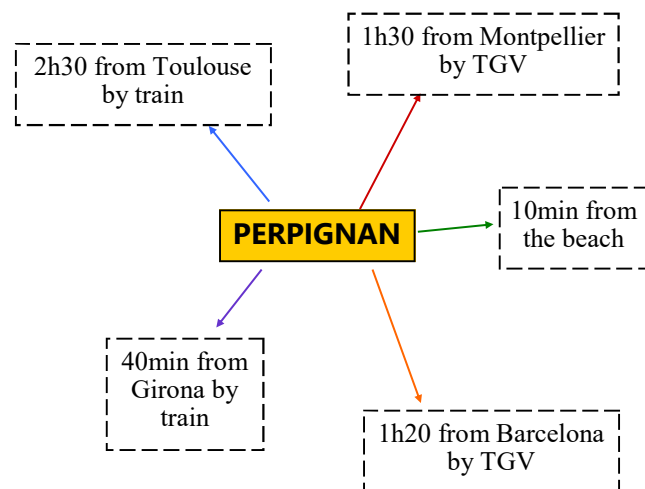 2h30 from Toulouse
by train
1h30 from Montpellier
by TGV
PERPIGNAN
10min from
the beach
40min from
Girona by
train
1h20 from Barcelona
by TGV